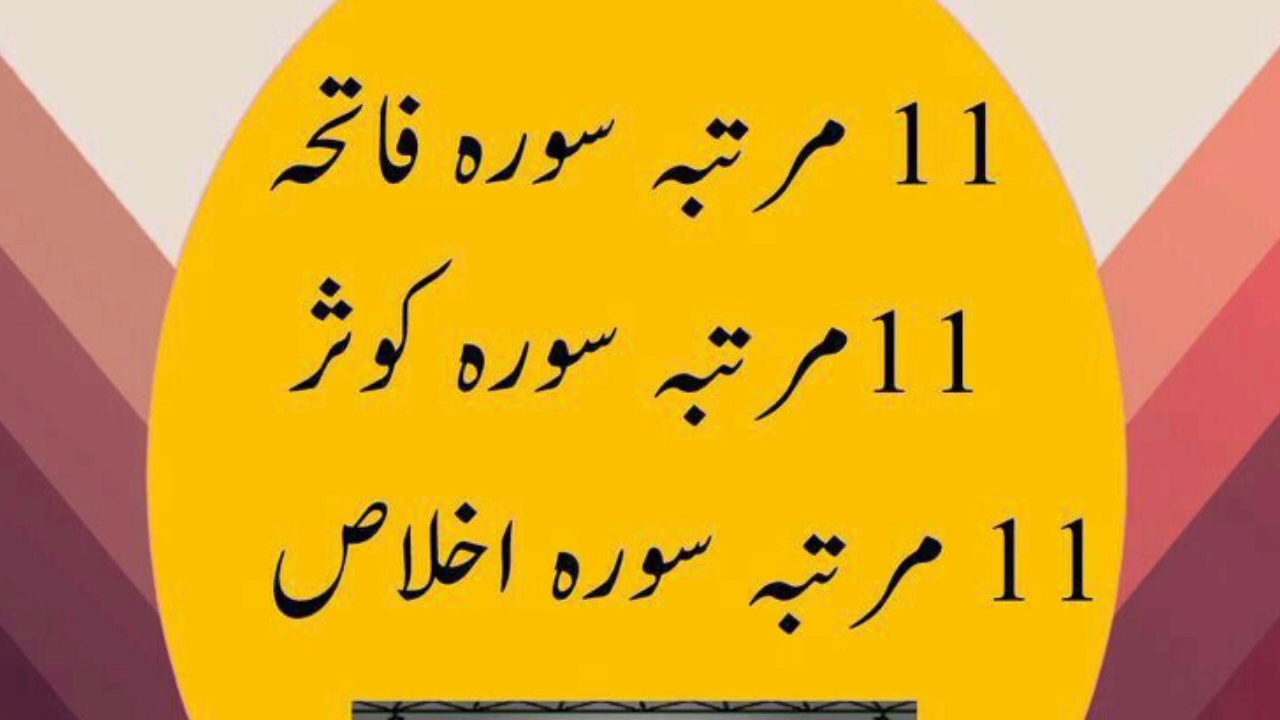 11 مرتبہ سورہ فاتحہ
11مرتبہ سورہ کوثر
11 مرتبہ سورہ اخلاص